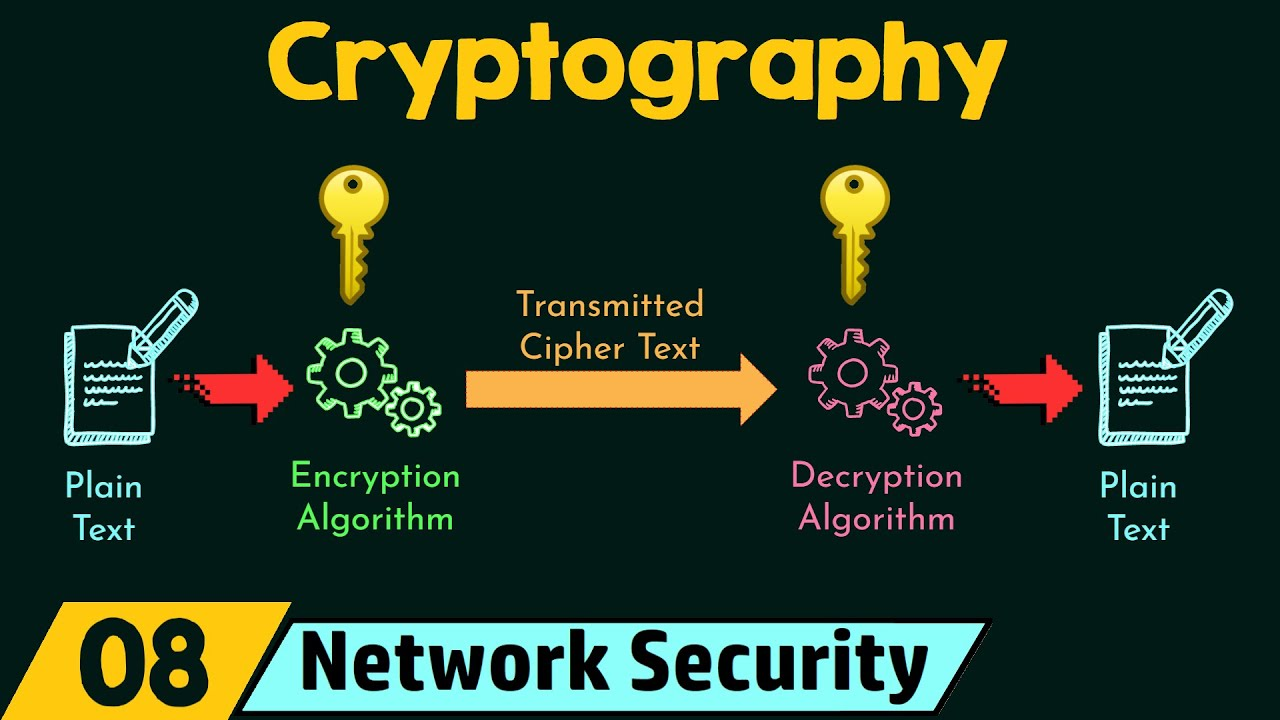 Cryptography
Transmitted
Cipher Text
Plain
Text
Encryption
Algorithm
Decryption
Algorithm
Plain
Text
08
Network Security